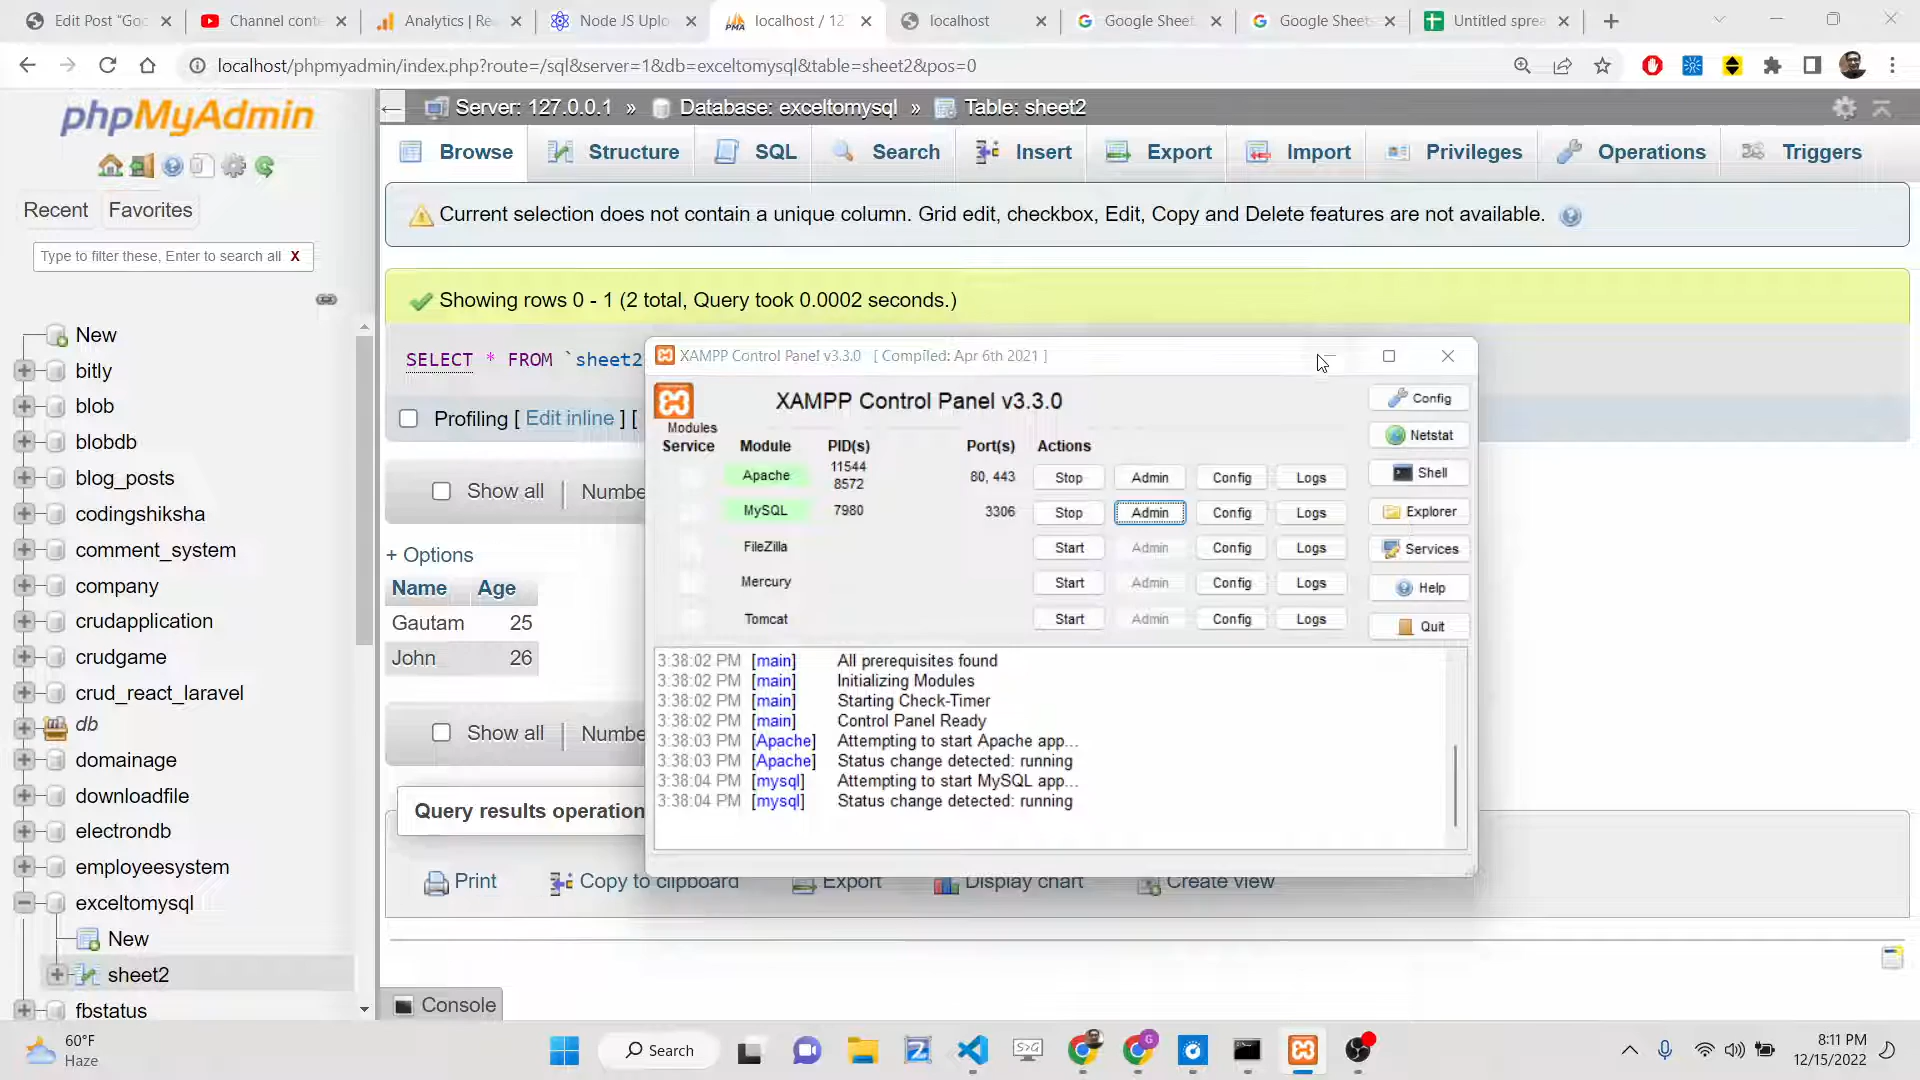 Edit Post "Goo
Channel conte
Analytics | Re
Node JS Uplo
localhost / 12
localhost
Google Sheet
Google Sheets
Untitled sprea
localhost/phpmyadmin/index.php?route=/sql&server=1&db=exceltomysql&table=sheet2&pos=0
phpMyAdmin
Server: 127.0.0.1 » Database: exceltomysql » Table: sheet2
Browse Structure SQL Search Insert Export Import Privileges Operations Triggers
Recent Favorites
Current selection does not contain a unique column. Grid edit, checkbox, Edit, Copy and Delete features are not available.
Type to filter these, Enter to search all X
Showing rows 0 - 1 (2 total, Query took 0.0002 seconds.)
SELECT * FROM `sheet2
Profiling [ Edit inline ] [
Show all | Numbe
+ Options
Name Age
Gautam 25
John 26
Show all | Numbe
Query results operation
Print Copy to clipboard Export Display chart Create view
Console
New
bitly
blob
blobdb
blog_posts
codingshiksha
comment_system
company
crudapplication
crudgame
crud_react_laravel
db
domainage
downloadfile
electrondb
employeesystem
exceltomysql
New
sheet2
fbstatus
XAMPP Control Panel v3.3.0 [ Compiled: Apr 6th 2021 ]
XAMPP Control Panel v3.3.0
Modules
Service Module PID(s) Port(s) Actions
Apache 11544 8572 80, 443 Stop Admin Config Logs
MySQL 7980 3306 Stop Admin Config Logs
FileZilla Start Admin Config Logs
Mercury Start Admin Config Logs
Tomcat Start Admin Config Logs
Config
Netstat
Shell
Explorer
Services
Help
Quit
3:38:02 PM [main] All prerequisites found
3:38:02 PM [main] Initializing Modules
3:38:02 PM [main] Starting Check-Timer
3:38:02 PM [main] Control Panel Ready
3:38:03 PM [Apache] Attempting to start Apache app...
3:38:03 PM [Apache] Status change detected: running
3:38:04 PM [mysql] Attempting to start MySQL app...
3:38:04 PM [mysql] Status change detected: running
60°F
Haze
Search
8:11 PM
12/15/2022